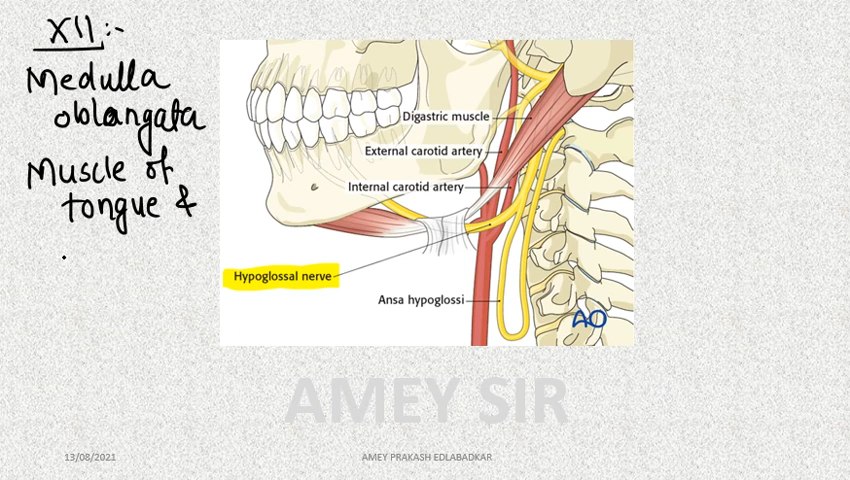 XII :-
Medulla
oblongata
Muscle of
tongue &
Digastric muscle
External carotid artery
Internal carotid artery
Hypoglossal nerve
Ansa hypoglossi
AO
AMEY SIR
13/08/2021
AMEY PRAKASH EDLABADKAR